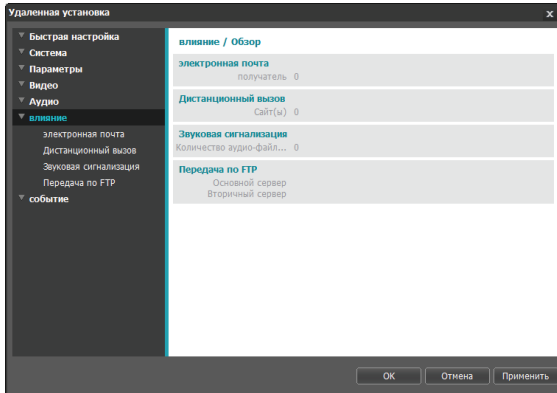 Удаленная установка
x
Быстрая настройка
Система
Параметры
Видео
Аудио
влияние
электронная почта
Дистанционный вызов
Звуковая сигнализация
Передача по FTP
событие
влияние / Обзор
электронная почта
получатель 0
Дистанционный вызов
Сайт(ы) 0
Звуковая сигнализация
Количество аудио-файл... 0
Передача по FTP
Основной сервер
Вторичный сервер
OK Отмена Применить